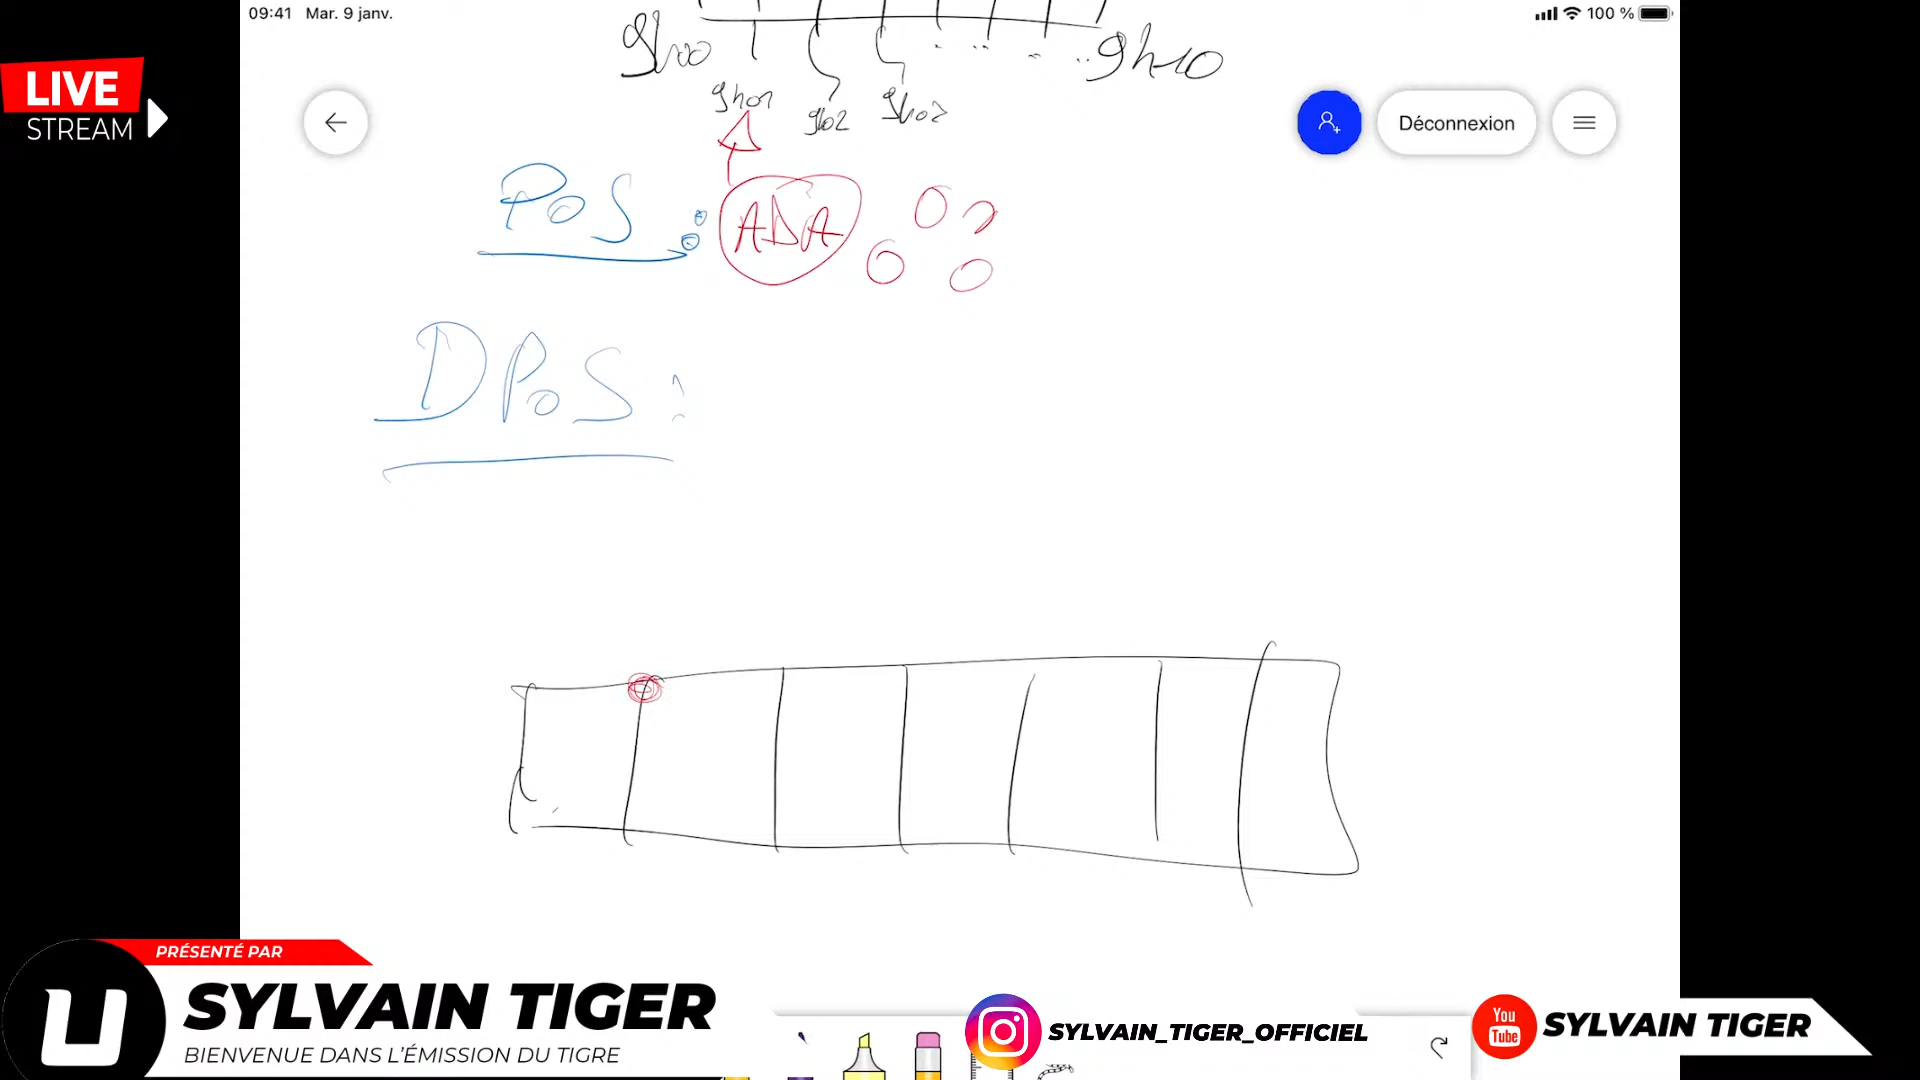 09:41 Mar. 9 janv.
100 %
LIVE
STREAM
9h00
9h10
9h01
9h02
9h03
Déconnexion
PoS :
ADA
DPoS :
PRÉSENTÉ PAR
SYLVAIN TIGER
BIENVENUE DANS L'ÉMISSION DU TIGRE
SYLVAIN_TIGER_OFFICIEL
You
Tube
SYLVAIN TIGER